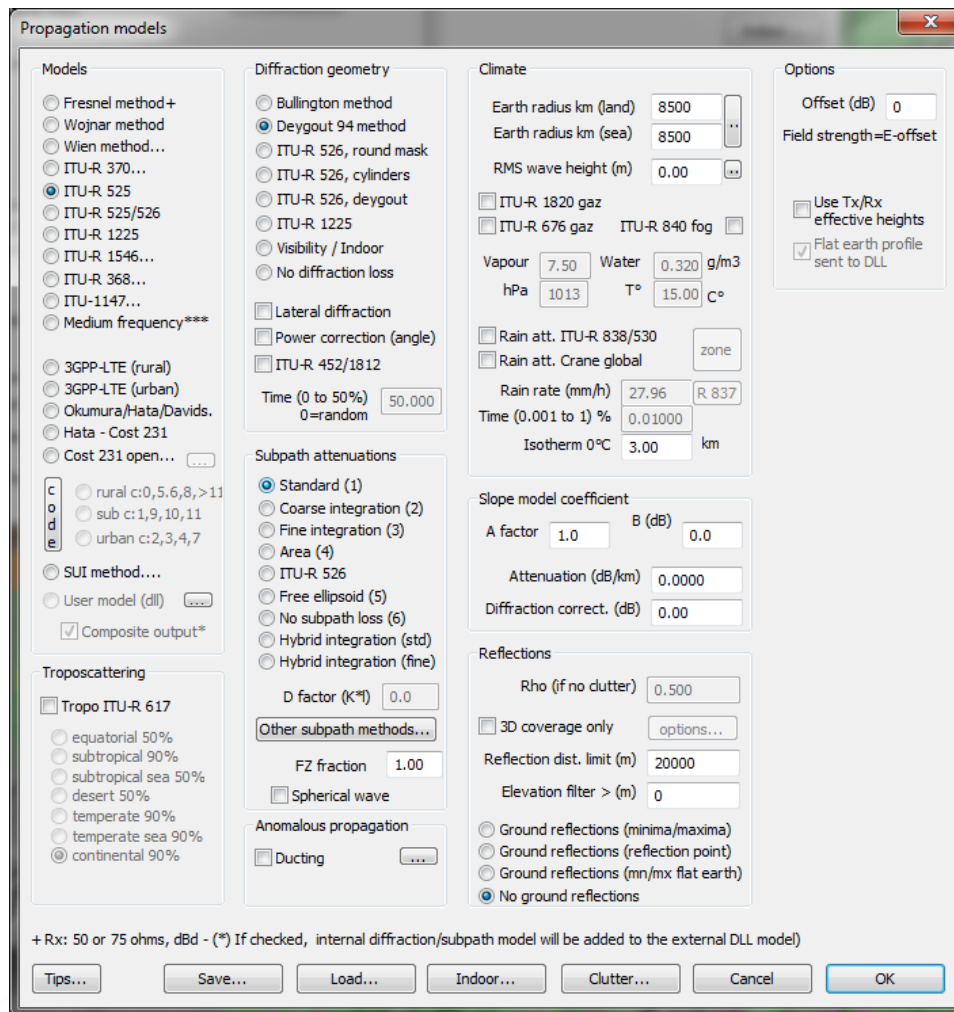 Propagation models
Models
Fresnel method+
Wojnar method
Wien method...
ITU-R 370...
ITU-R 525
ITU-R 525/526
ITU-R 1225
ITU-R 1546...
ITU-R 368...
ITU-1147...
Medium frequency***
3GPP-LTE (rural)
3GPP-LTE (urban)
Okumura/Hata/Davids.
Hata - Cost 231
Cost 231 open... ...
code
rural c:0,5.6,8,>11
sub c:1,9,10,11
urban c:2,3,4,7
SUI method....
User model (dll) ...
Composite output*
Troposcattering
Tropo ITU-R 617
equatorial 50%
subtropical 90%
subtropical sea 50%
desert 50%
temperate 90%
temperate sea 90%
continental 90%
Diffraction geometry
Bullington method
Deygout 94 method
ITU-R 526, round mask
ITU-R 526, cylinders
ITU-R 526, deygout
ITU-R 1225
Visibility / Indoor
No diffraction loss
Lateral diffraction
Power correction (angle)
ITU-R 452/1812
Time (0 to 50%) 50.000
0=random
Subpath attenuations
Standard (1)
Coarse integration (2)
Fine integration (3)
Area (4)
ITU-R 526
Free ellipsoid (5)
No subpath loss (6)
Hybrid integration (std)
Hybrid integration (fine)
D factor (K*l) 0.0
Other subpath methods...
FZ fraction 1.00
Spherical wave
Anomalous propagation
Ducting ...
Climate
Earth radius km (land) 8500
Earth radius km (sea) 8500
..
RMS wave height (m) 0.00 ..
ITU-R 1820 gaz
ITU-R 676 gaz ITU-R 840 fog
Vapour 7.50 Water 0.320 g/m3
hPa 1013 T° 15.00 C°
Rain att. ITU-R 838/530
Rain att. Crane global
zone
Rain rate (mm/h) 27.96 R 837
Time (0.001 to 1) % 0.01000
Isotherm 0°C 3.00 km
Slope model coefficient
A factor 1.0 B (dB) 0.0
Attenuation (dB/km) 0.0000
Diffraction correct. (dB) 0.00
Reflections
Rho (if no clutter) 0.500
3D coverage only options...
Reflection dist. limit (m) 20000
Elevation filter > (m) 0
Ground reflections (minima/maxima)
Ground reflections (reflection point)
Ground reflections (mn/mx flat earth)
No ground reflections
Options
Offset (dB) 0
Field strength=E-offset
Use Tx/Rx
effective heights
Flat earth profile
sent to DLL
+ Rx: 50 or 75 ohms, dBd - (*) If checked, internal diffraction/subpath model will be added to the external DLL model)
Tips... Save... Load... Indoor... Clutter... Cancel OK